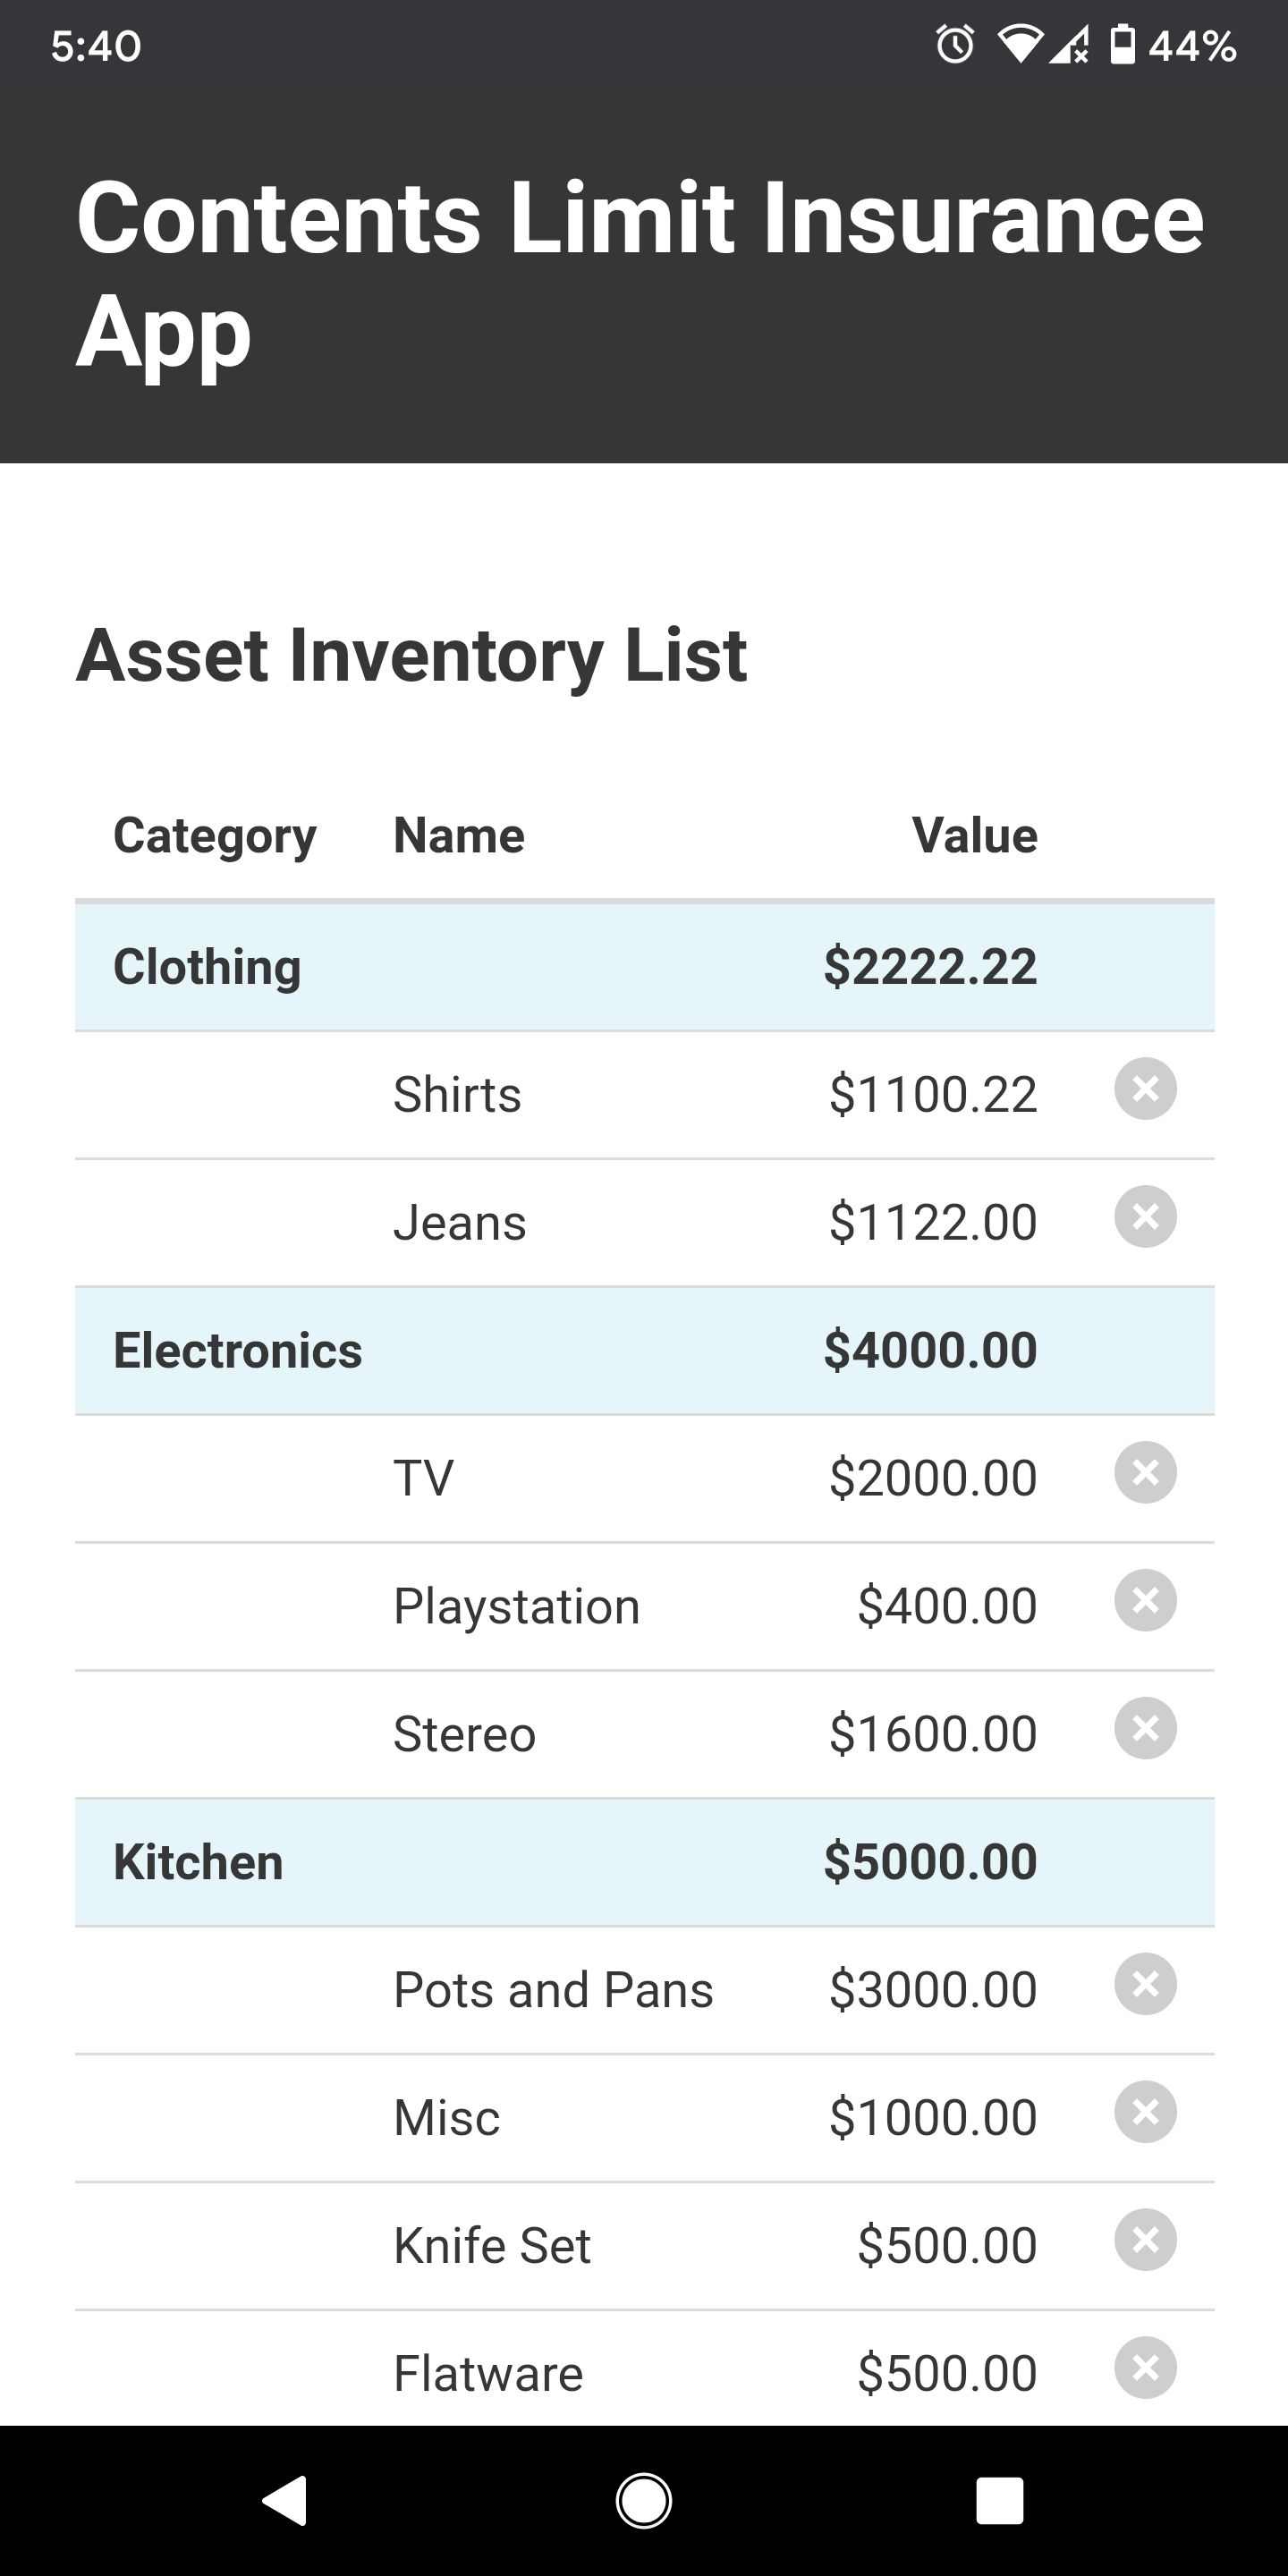 5:40 44%
Contents Limit Insurance
App
Asset Inventory List
Category Name Value
Clothing $2222.22
Shirts $1100.22
Jeans $1122.00
Electronics $4000.00
TV $2000.00
Playstation $400.00
Stereo $1600.00
Kitchen $5000.00
Pots and Pans $3000.00
Misc $1000.00
Knife Set $500.00
Flatware $500.00